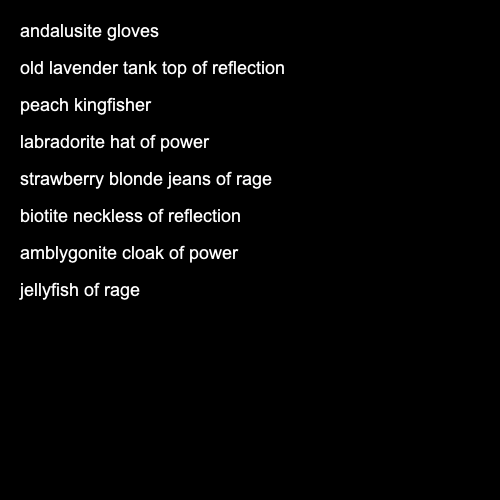 andalusite gloves
old lavender tank top of reflection
peach kingfisher
labradorite hat of power
strawberry blonde jeans of rage
biotite neckless of reflection
amblygonite cloak of power
jellyfish of rage